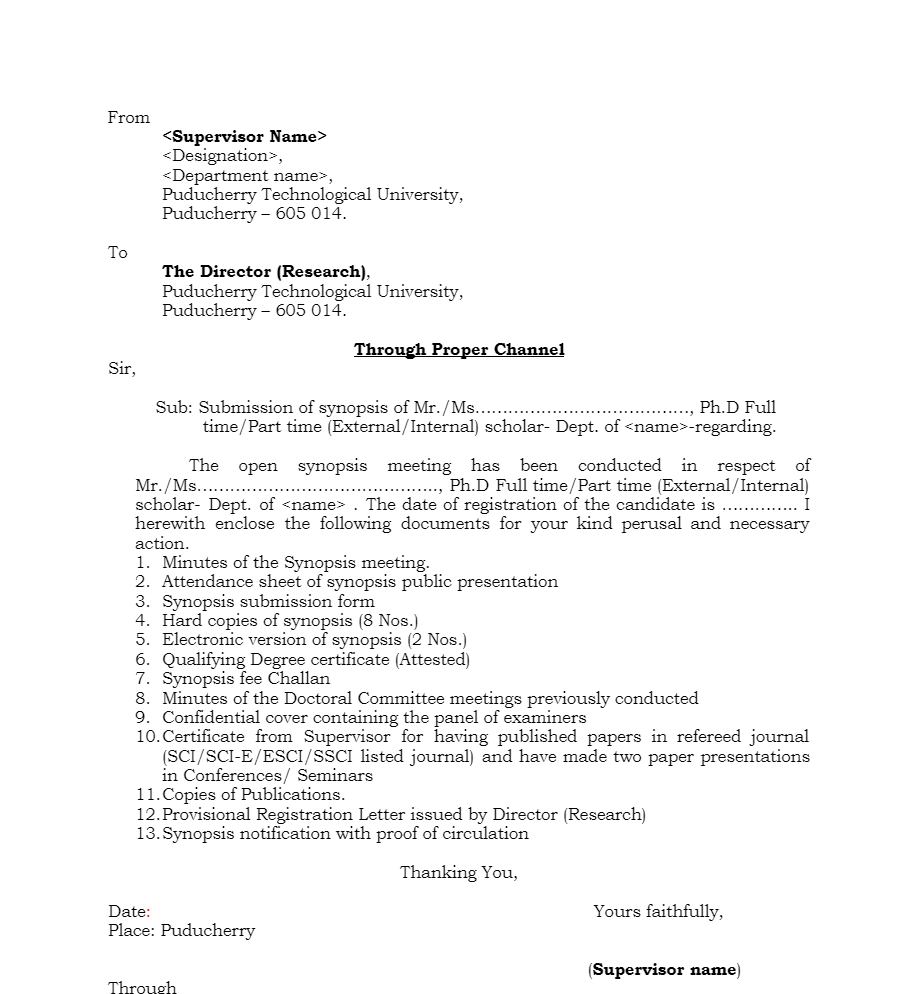 From
<Supervisor Name>
<Designation>,
<Department name>,
Puducherry Technological University,
Puducherry – 605 014.
To
The Director (Research),
Puducherry Technological University,
Puducherry – 605 014.
Through Proper Channel
Sir,
Sub: Submission of synopsis of Mr./Ms…………………………………, Ph.D Full
time/Part time (External/Internal) scholar- Dept. of <name>-regarding.
The open synopsis meeting has been conducted in respect of
Mr./Ms……………………………………., Ph.D Full time/Part time (External/Internal)
scholar- Dept. of <name> . The date of registration of the candidate is ………….. I
herewith enclose the following documents for your kind perusal and necessary
action.
1. Minutes of the Synopsis meeting.
2. Attendance sheet of synopsis public presentation
3. Synopsis submission form
4. Hard copies of synopsis (8 Nos.)
5. Electronic version of synopsis (2 Nos.)
6. Qualifying Degree certificate (Attested)
7. Synopsis fee Challan
8. Minutes of the Doctoral Committee meetings previously conducted
9. Confidential cover containing the panel of examiners
10. Certificate from Supervisor for having published papers in refereed journal
(SCI/SCI-E/ESCI/SSCI listed journal) and have made two paper presentations
in Conferences/ Seminars
11. Copies of Publications.
12. Provisional Registration Letter issued by Director (Research)
13. Synopsis notification with proof of circulation
Thanking You,
Date: Yours faithfully,
Place: Puducherry
(Supervisor name)
Through